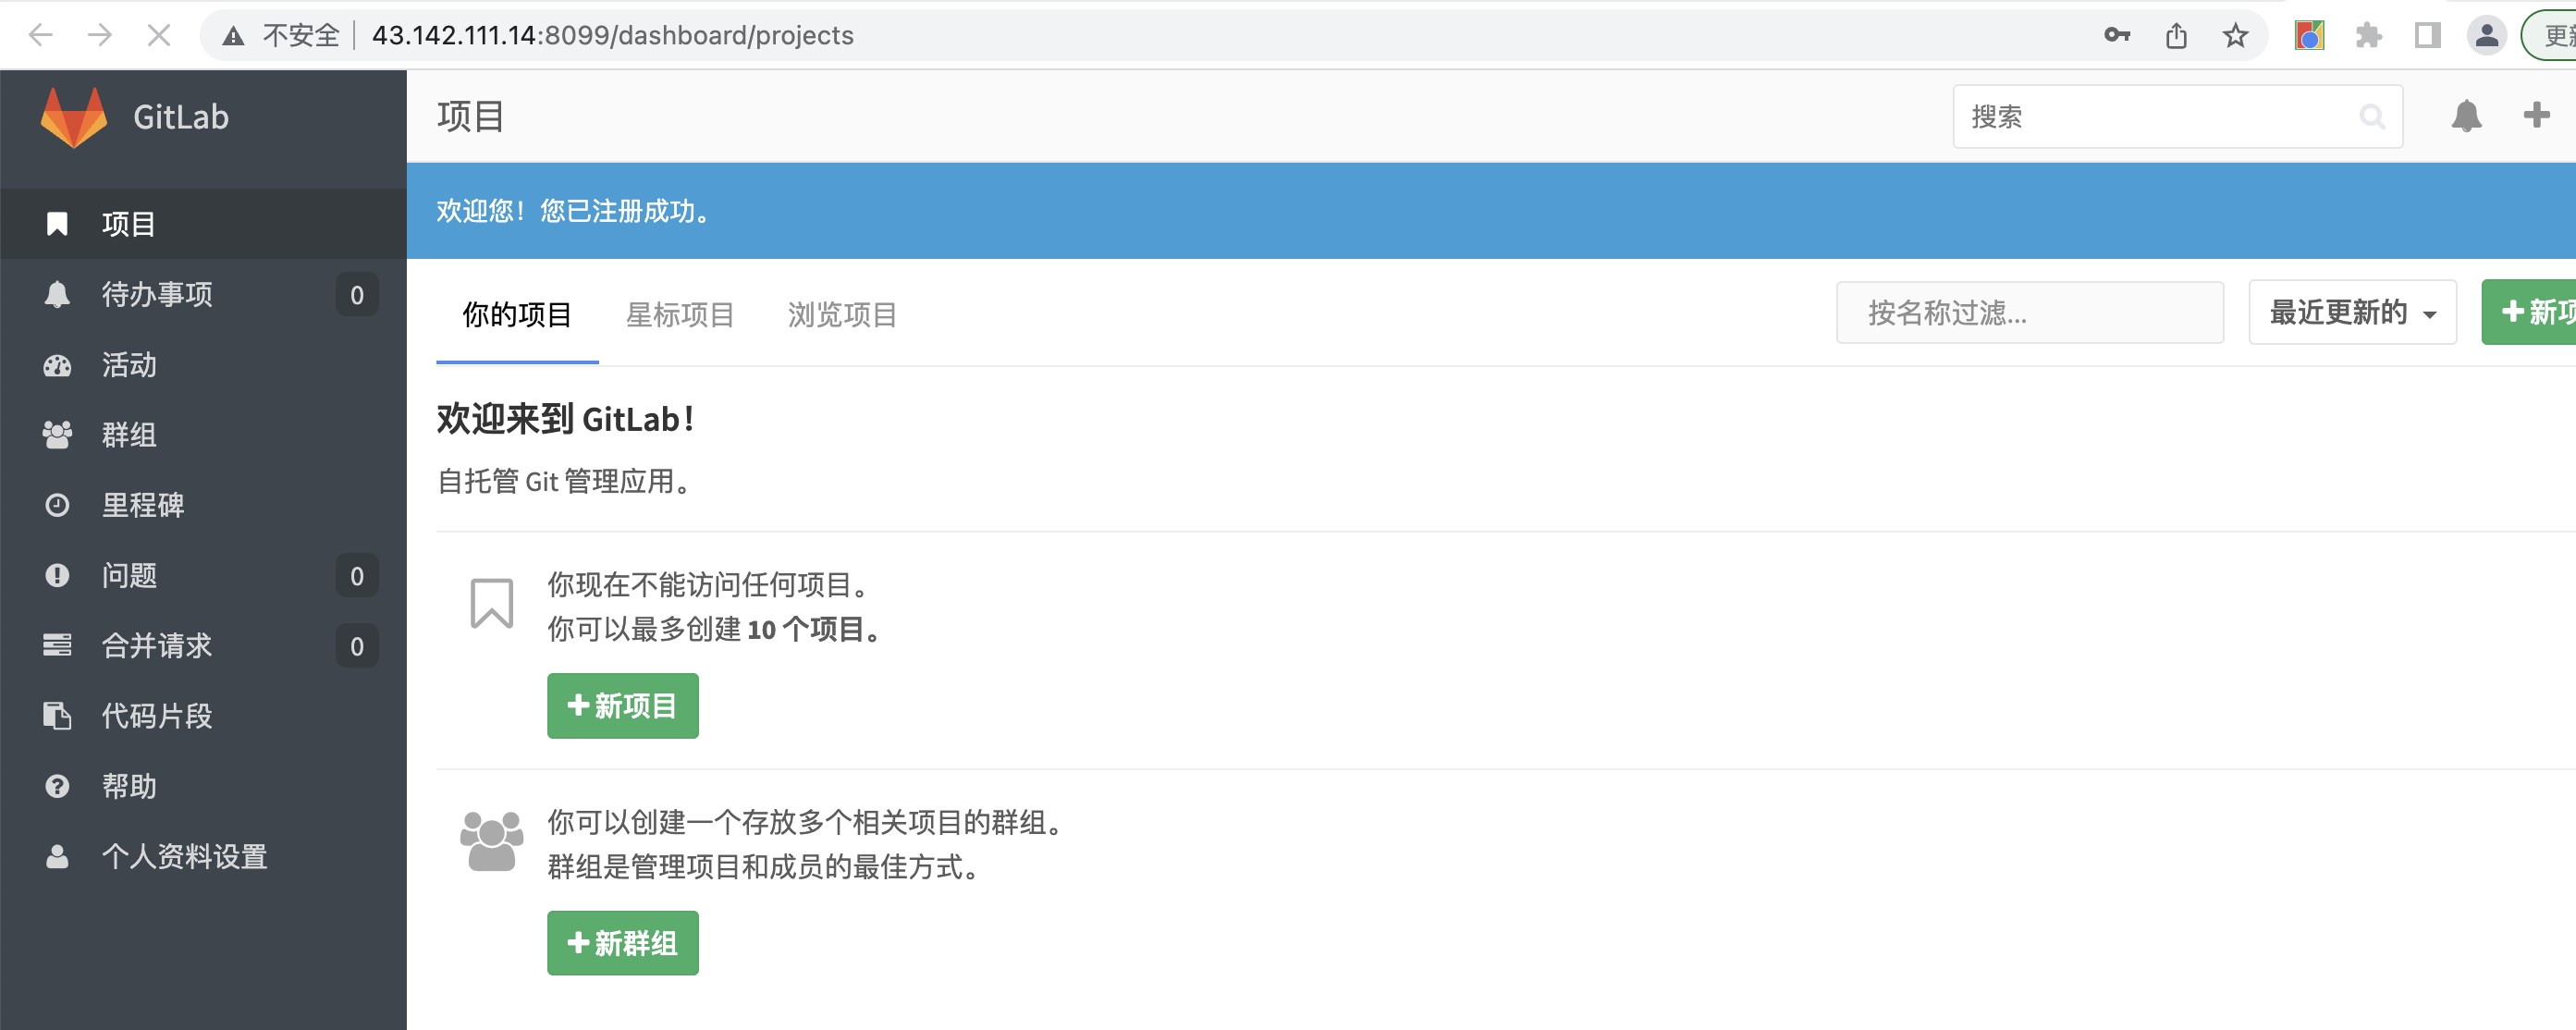 不安全 43.142.111.14:8099/dashboard/projects 更新
GitLab
项目
搜索
欢迎您！您已注册成功。
项目
待办事项 0
活动
群组
里程碑
问题 0
合并请求 0
代码片段
帮助
个人资料设置
你的项目 星标项目 浏览项目 按名称过滤... 最近更新的 新项
欢迎来到 GitLab！
自托管 Git 管理应用。
你现在不能访问任何项目。
你可以最多创建 10 个项目。
新项目
你可以创建一个存放多个相关项目的群组。
群组是管理项目和成员的最佳方式。
新群组